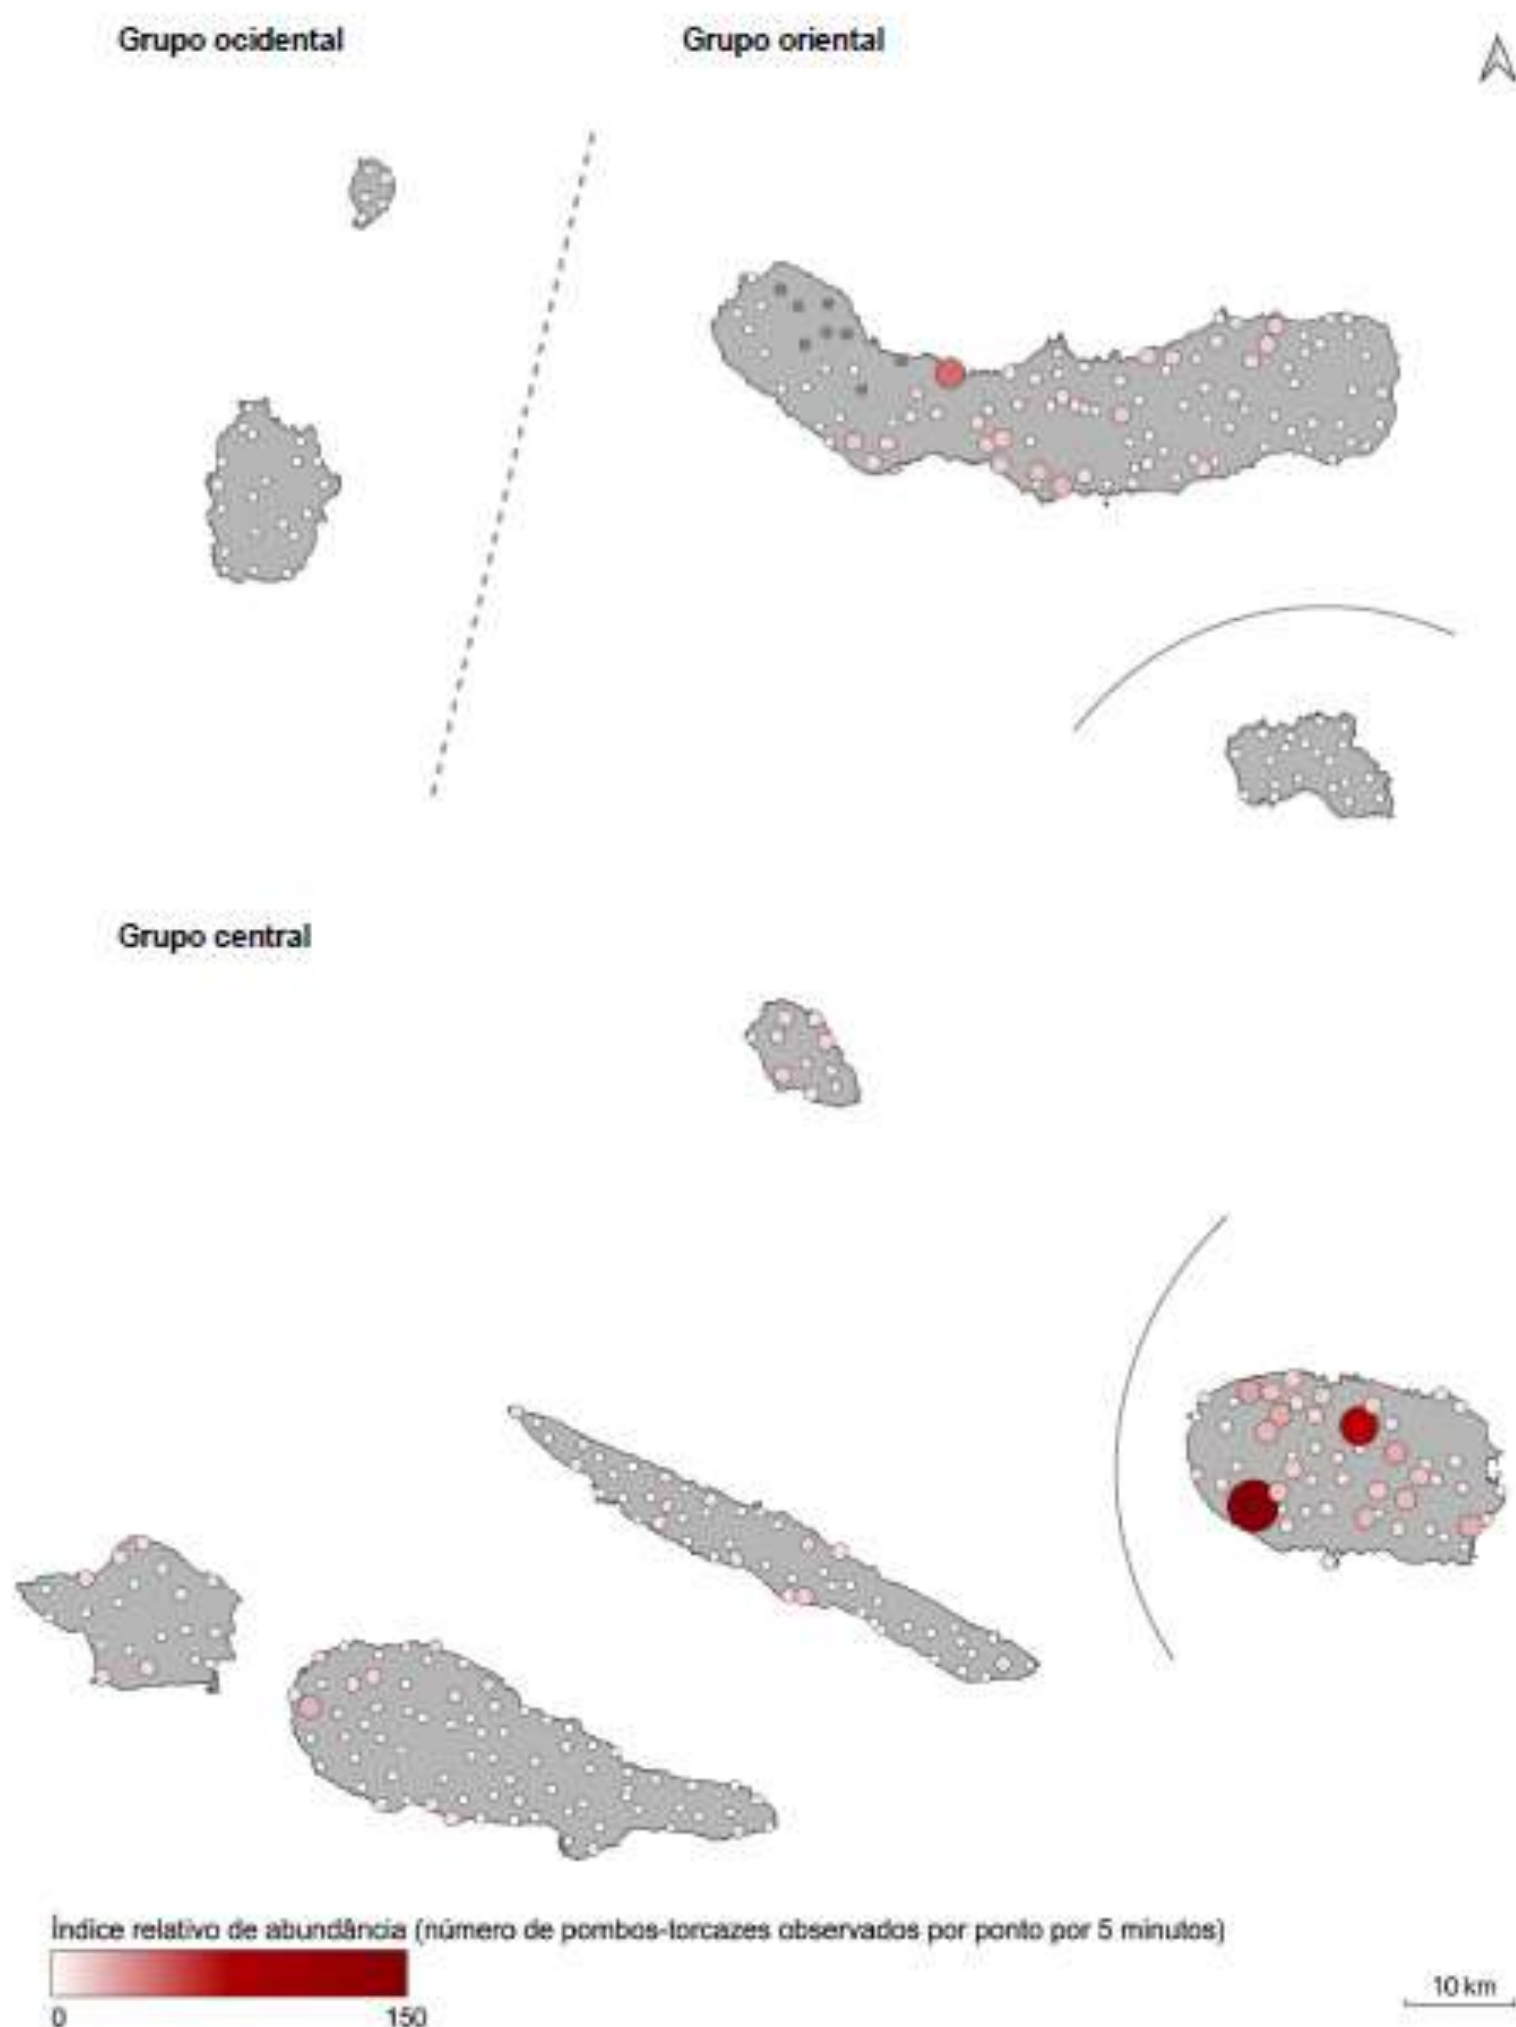 Grupo ocidental
Grupo oriental
Grupo central
Índice relativo de abundância (número de pombos-torcazes observados por ponto por 5 minutos)
0
150
10 km